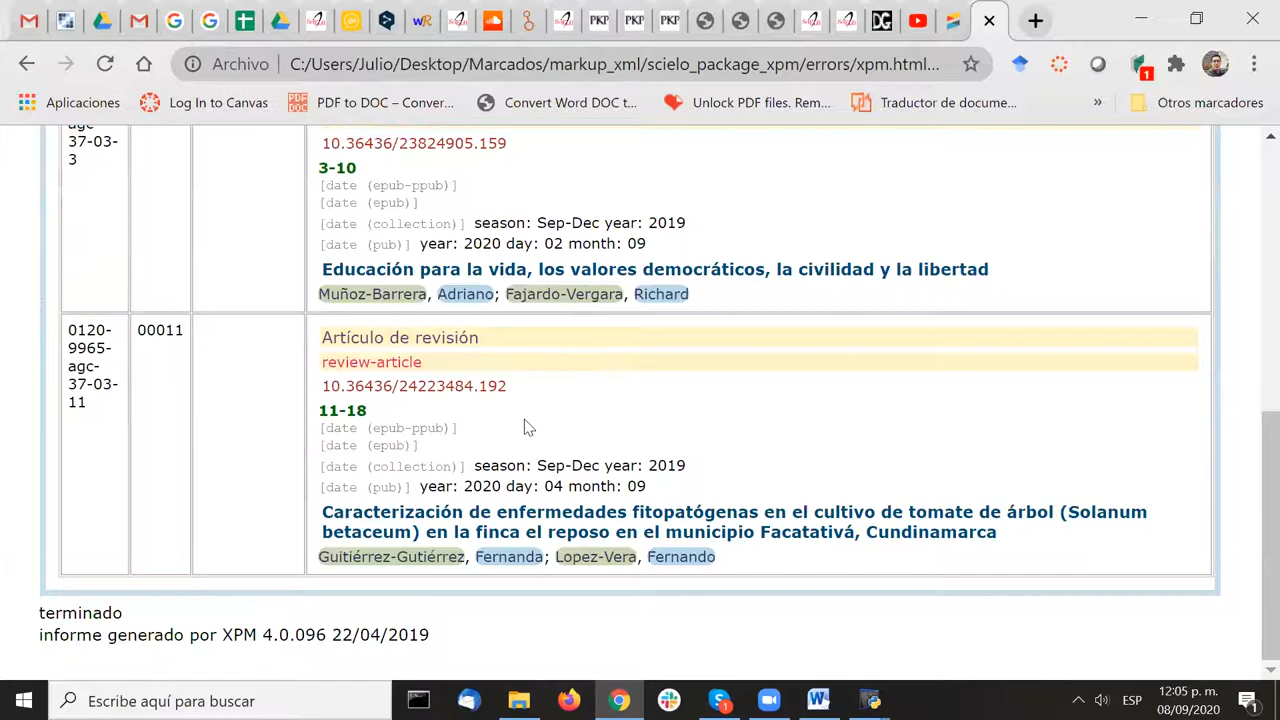 Archivo
C:/Users/Julio/Desktop/Marcados/markup_xml/scielo_package_xpm/errors/xpm.html...
Aplicaciones
Log In to Canvas
PDF to DOC – Conver...
Convert Word DOC t...
Unlock PDF files. Rem...
Traductor de docume...
»
Otros marcadores
agc-
37-03-
3
10.36436/23824905.159
3-10
[date (epub-ppub)]
[date (epub)]
[date (collection)] season: Sep-Dec year: 2019
[date (pub)] year: 2020 day: 02 month: 09
Educación para la vida, los valores democráticos, la civilidad y la libertad
Muñoz-Barrera, Adriano; Fajardo-Vergara, Richard
0120-
9965-
agc-
37-03-
11
00011
Artículo de revisión
review-article
10.36436/24223484.192
11-18
[date (epub-ppub)]
[date (epub)]
[date (collection)] season: Sep-Dec year: 2019
[date (pub)] year: 2020 day: 04 month: 09
Caracterización de enfermedades fitopatógenas en el cultivo de tomate de árbol (Solanum
betaceum) en la finca el reposo en el municipio Facatativá, Cundinamarca
Guitiérrez-Gutiérrez, Fernanda; Lopez-Vera, Fernando
terminado
informe generado por XPM 4.0.096 22/04/2019
Escribe aquí para buscar
ESP
12:05 p. m.
08/09/2020